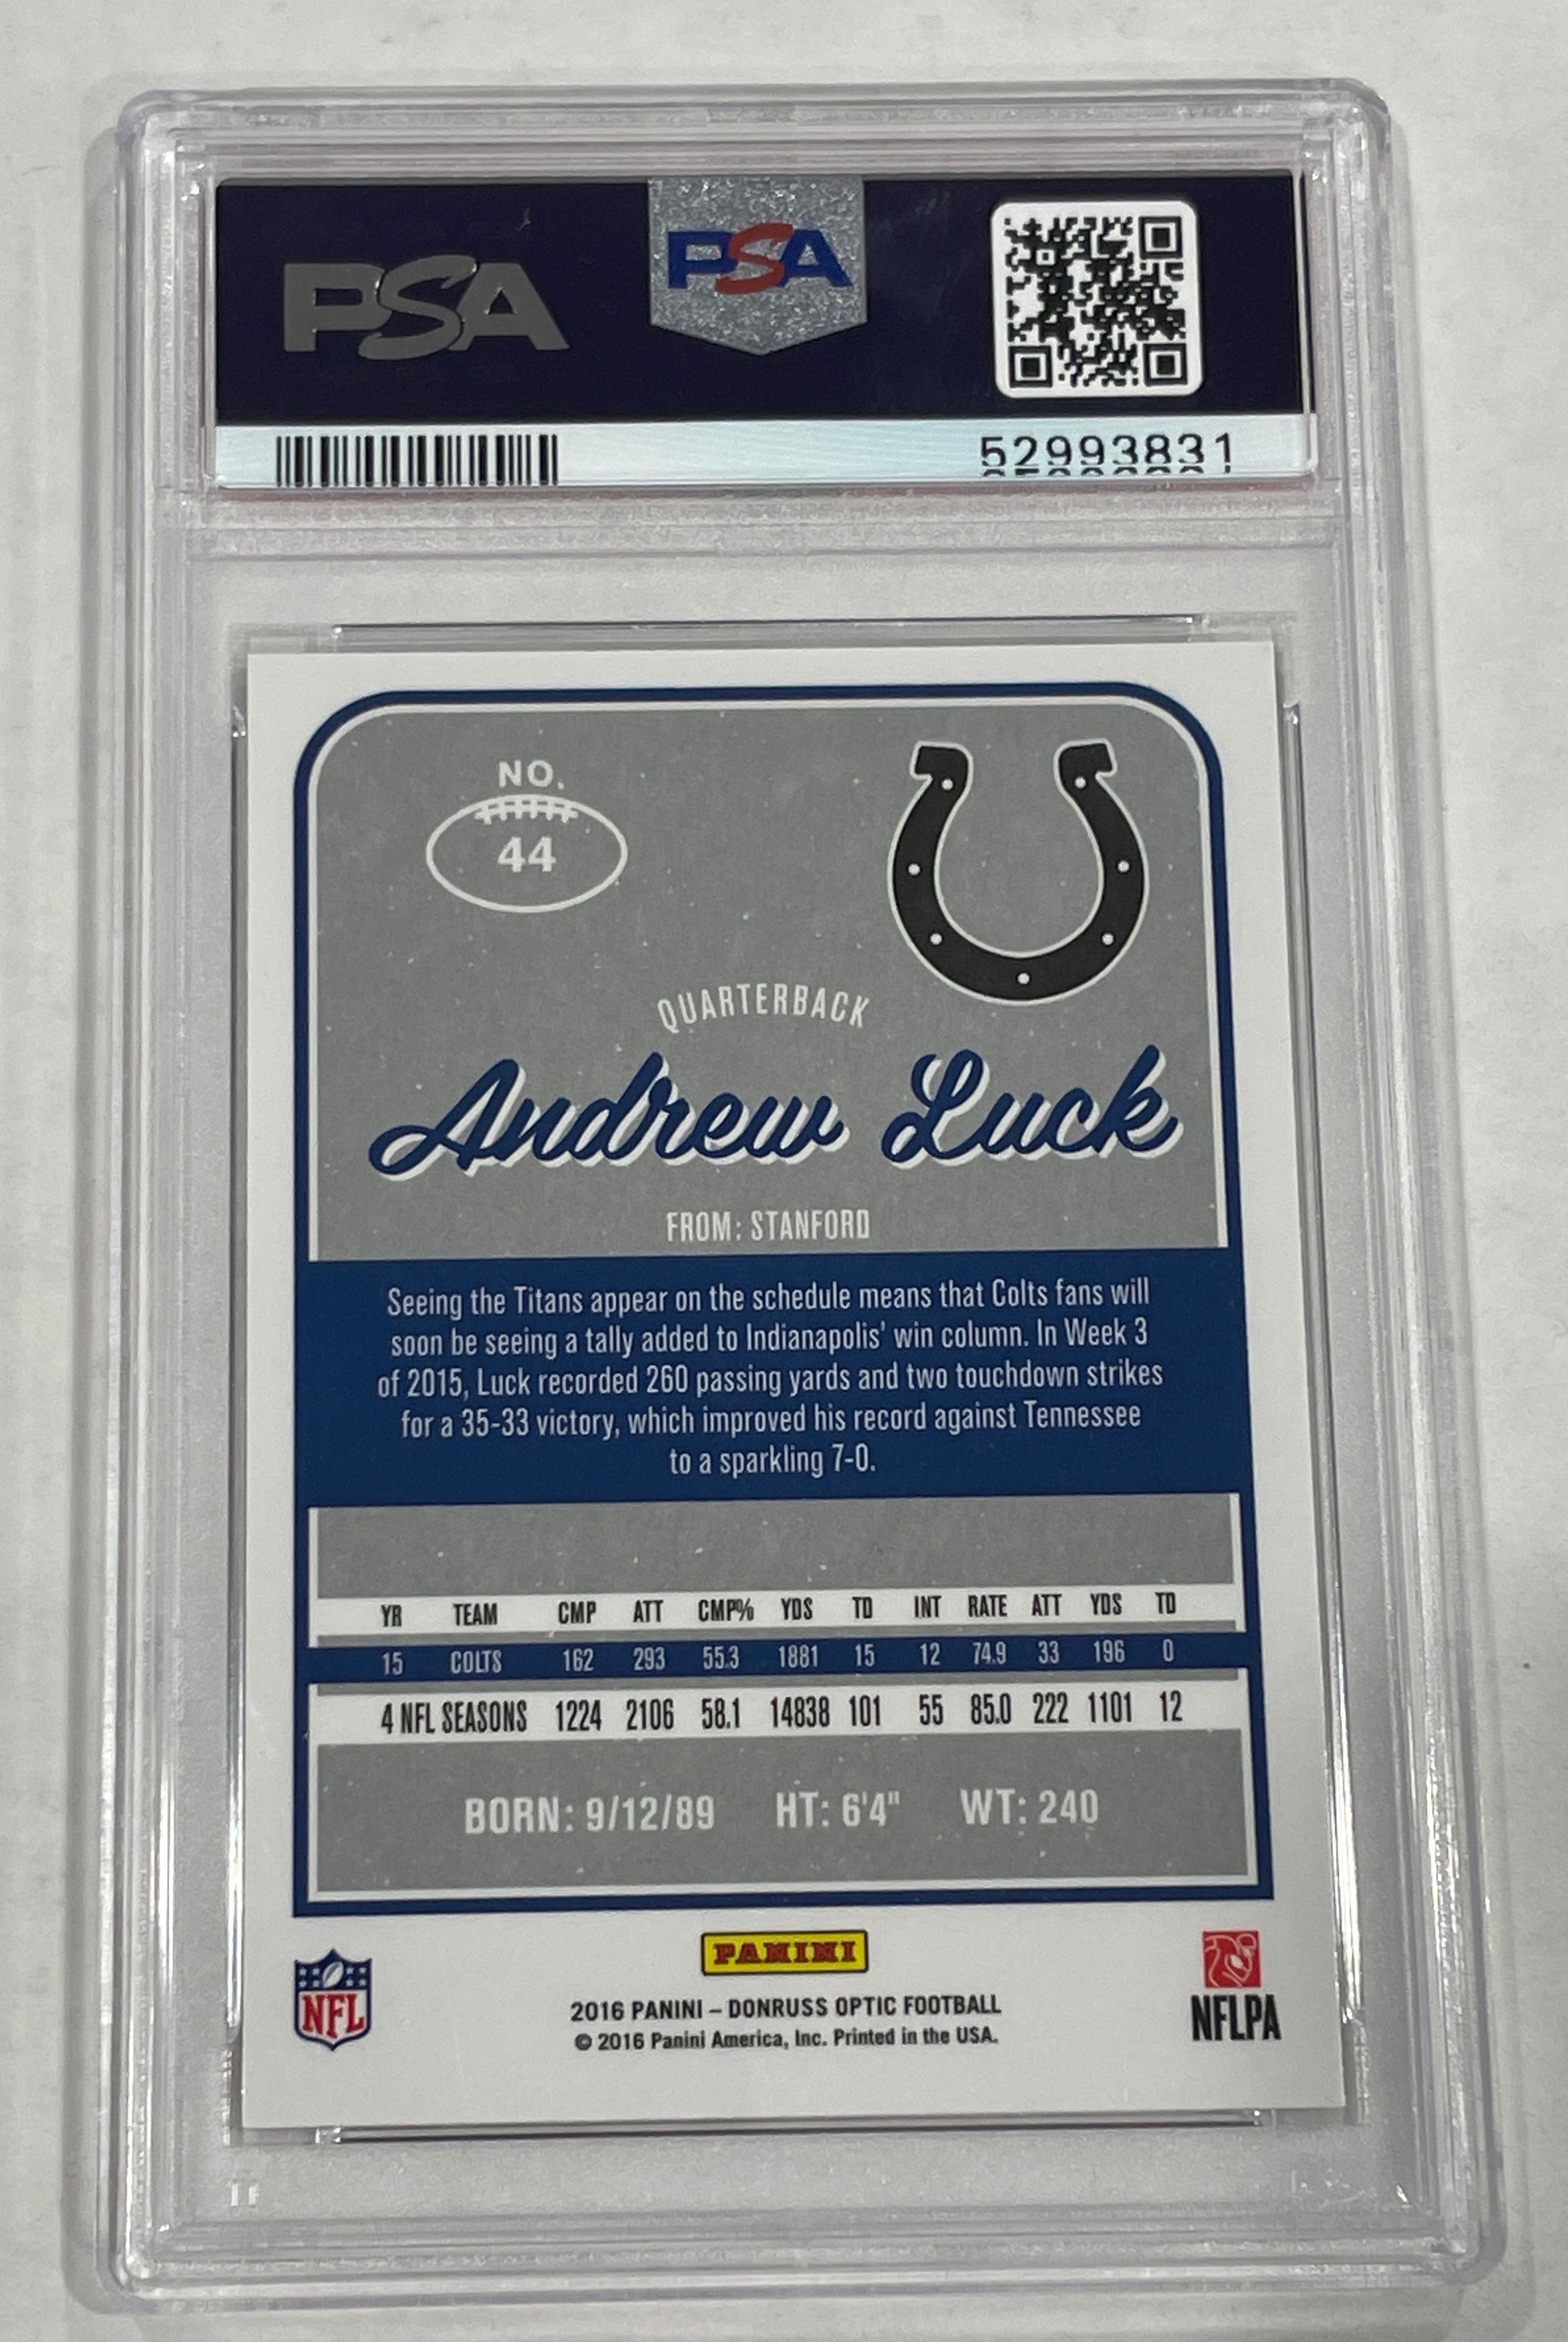 PSA
PSA
52993831
NO.
44
QUARTERBACK
Andrew Luck
FROM: STANFORD
Seeing the Titans appear on the schedule means that Colts fans will
soon be seeing a tally added to Indianapolis' win column. In Week 3
of 2015, Luck recorded 260 passing yards and two touchdown strikes
for a 35-33 victory, which improved his record against Tennessee
to a sparkling 7-0.
YR TEAM CMP ATT CMP% YDS TD INT RATE ATT YDS TD
15 COLTS 162 293 55.3 1881 15 12 74.9 33 196 0
4 NFL SEASONS 1224 2106 58.1 14838 101 55 85.0 222 1101 12
BORN: 9/12/89 HT: 6'4" WT: 240
PANINI
NFL
NFLPA
2016 PANINI – DONRUSS OPTIC FOOTBALL
© 2016 Panini America, Inc. Printed in the USA.